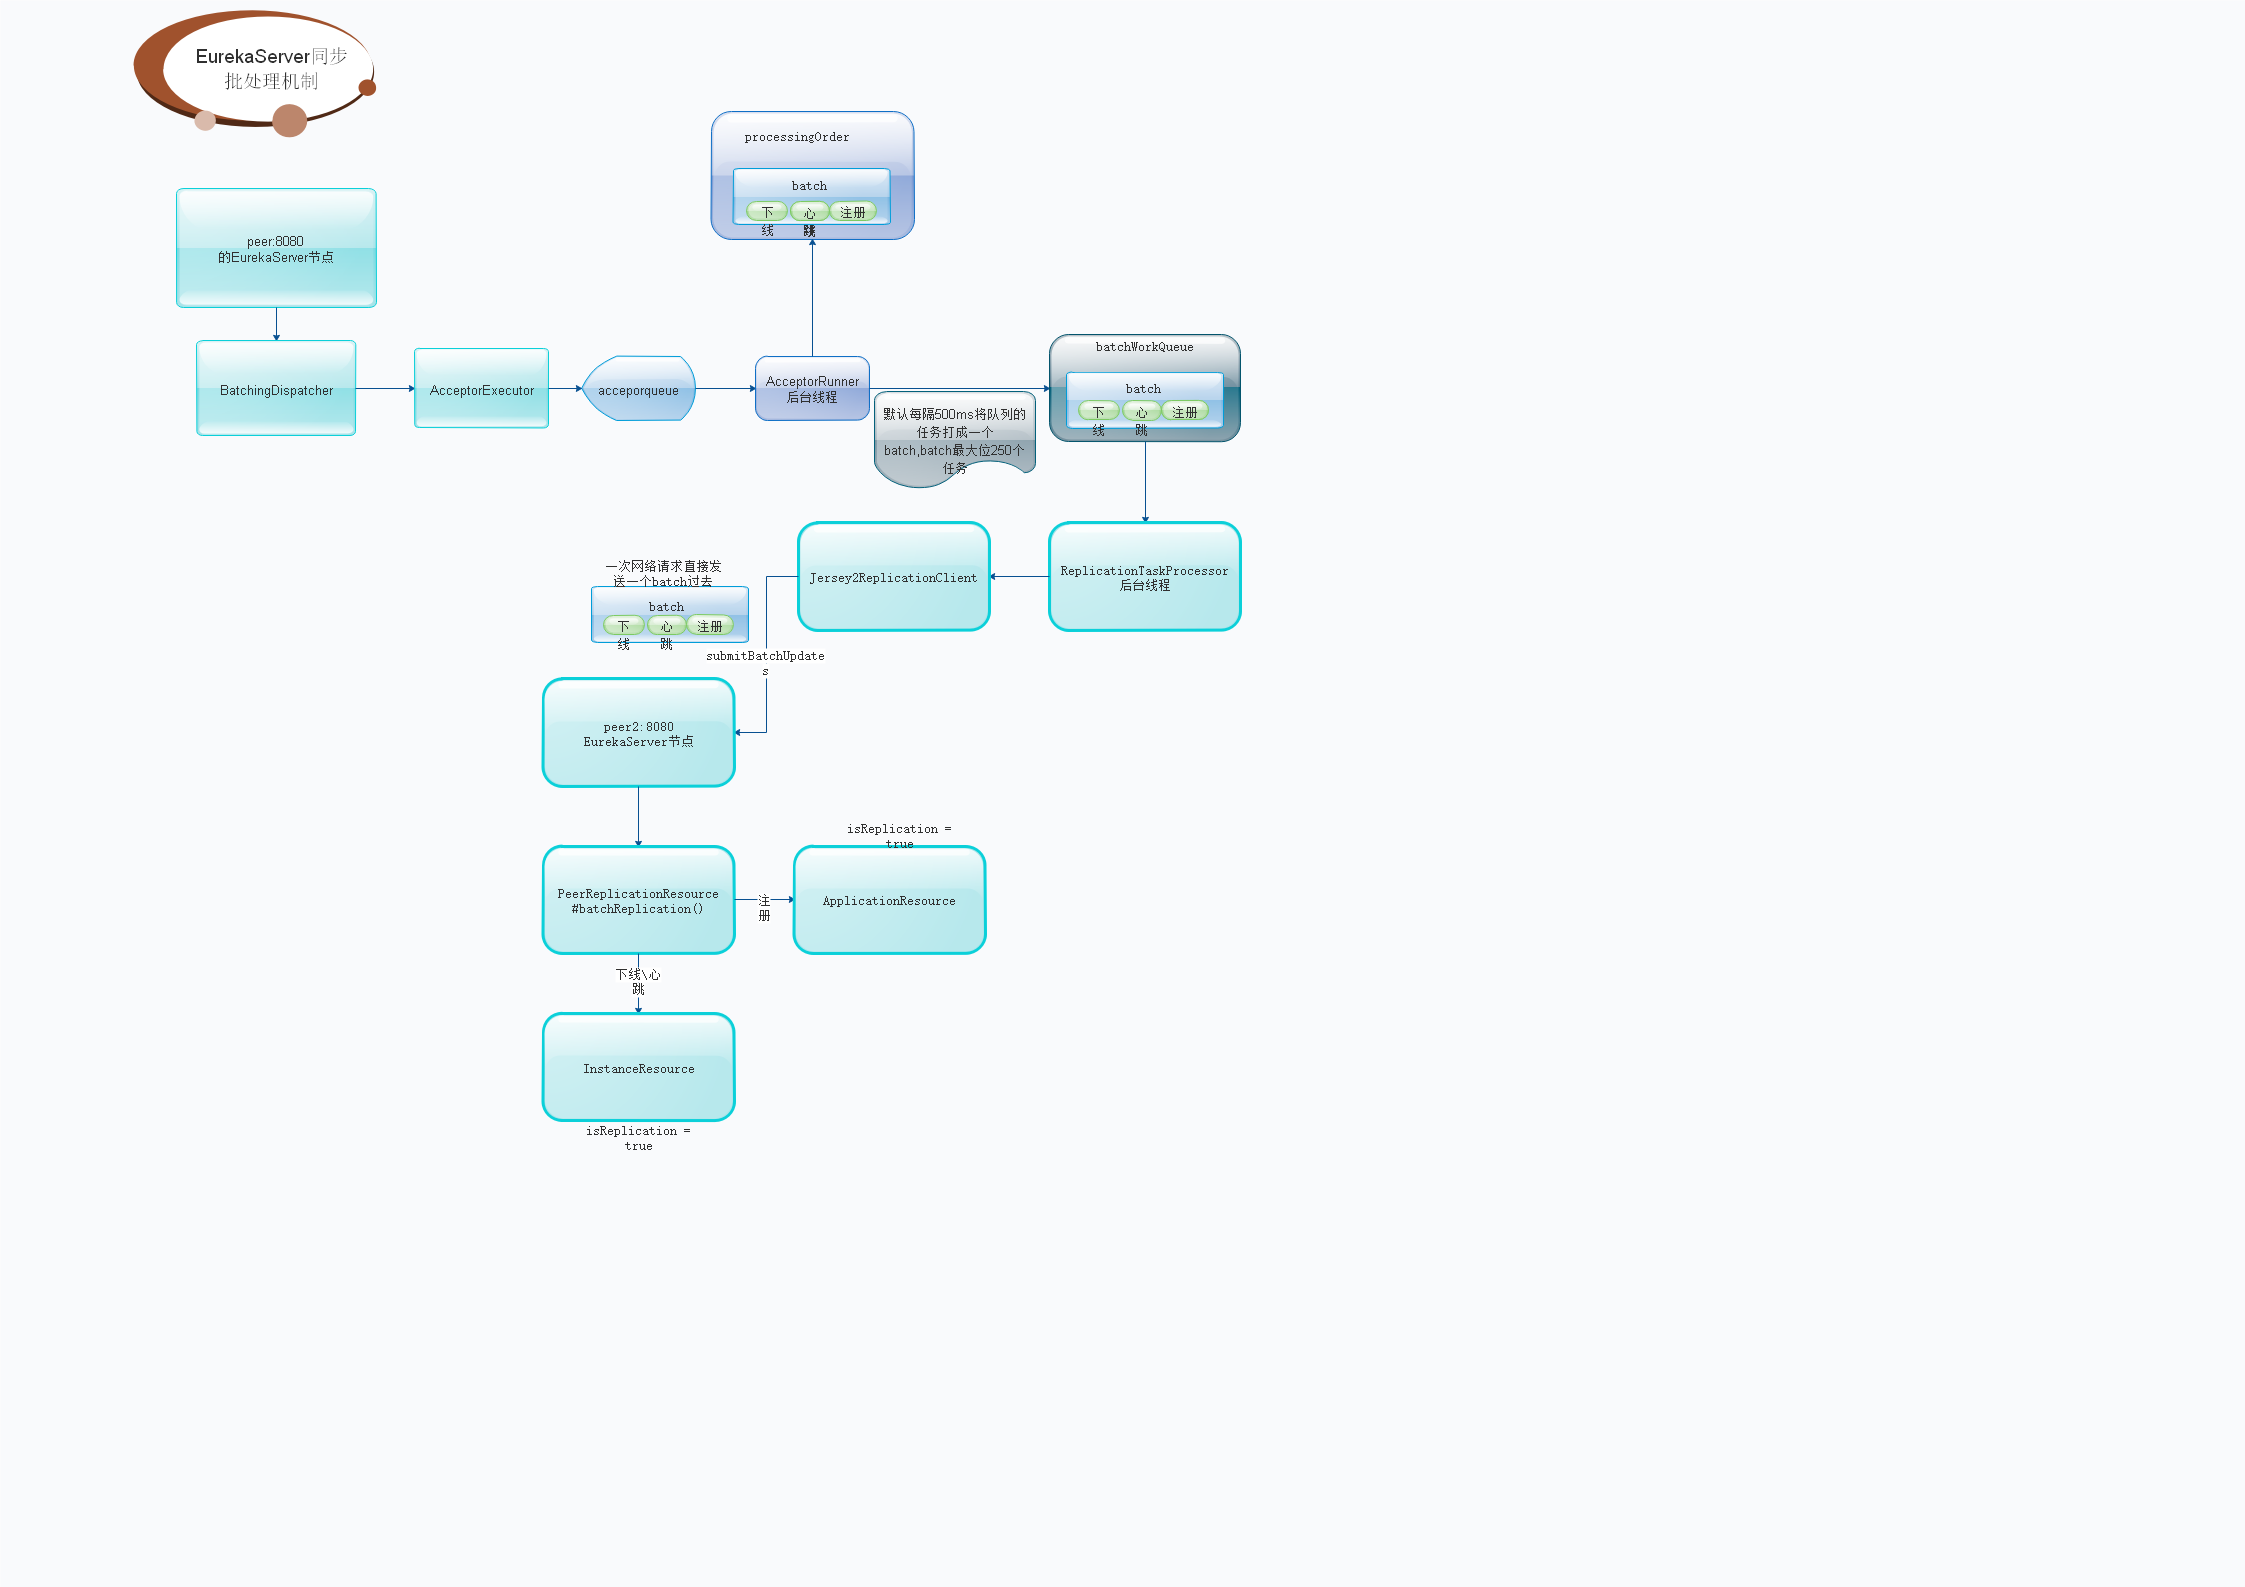 EurekaServer同步
批处理机制
processingOrder
batch
下
线
心
跳
注册
peer:8080
的EurekaServer节点
BatchingDispatcher
AcceptorExecutor
acceporqueue
AcceptorRunner
后台线程
默认每隔500ms将队列的
任务打成一个
batch,batch最大位250个
任务
batchWorkQueue
batch
下
线
心
跳
注册
ReplicationTaskProcessor
后台线程
Jersey2ReplicationClient
一次网络请求直接发
送一个batch过去
batch
下
线
心
跳
注册
submitBatchUpdate
s
peer2:8080
EurekaServer节点
PeerReplicationResource
#batchReplication()
注
册
isReplication =
true
ApplicationResource
下线\心
跳
InstanceResource
isReplication =
true